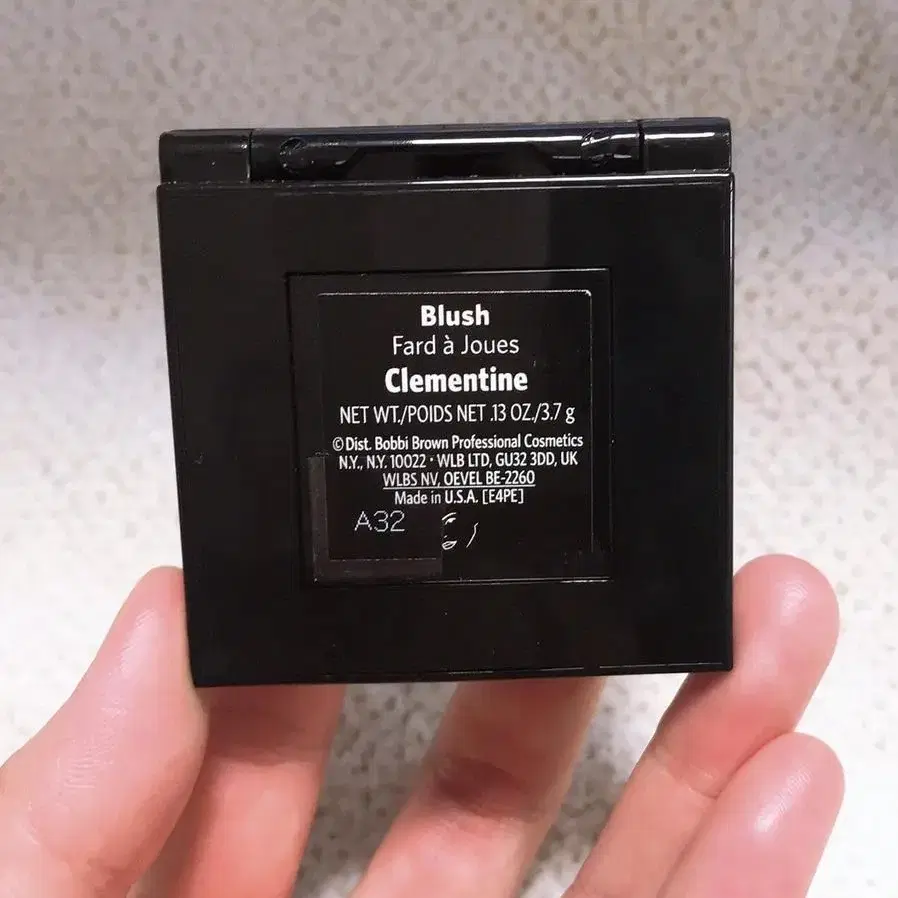 Blush
Fard à Joues
Clementine
NET WT./POIDS NET .13 OZ./3.7 g
© Dist. Bobbi Brown Professional Cosmetics
N.Y., N.Y. 10022 • WLB LTD, GU32 3DD, UK
WLBS NV, OEVEL BE-2260
Made in U.S.A. [E4PE]
A32